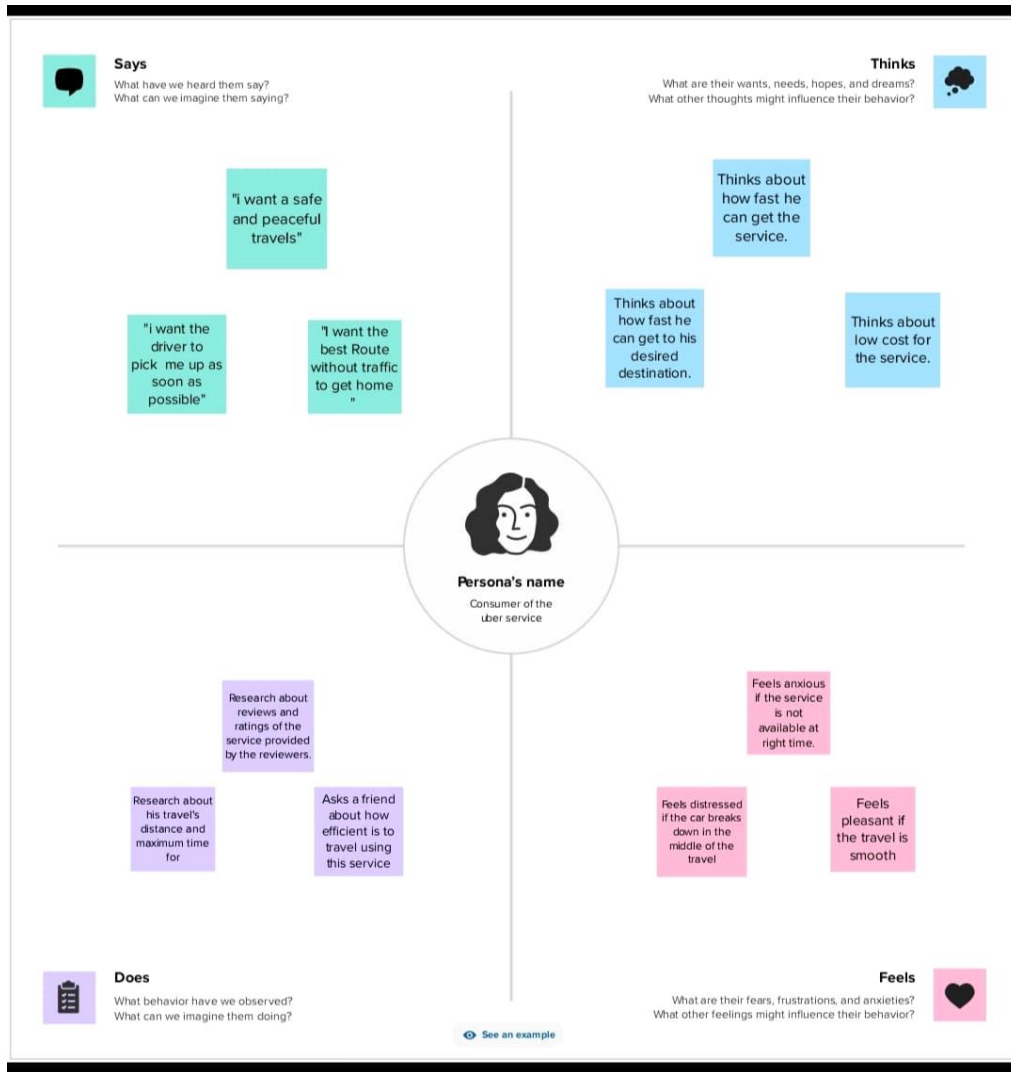 Says
What have we heard them say?
What can we imagine them saying?
Thinks
What are their wants, needs, hopes, and dreams?
What other thoughts might influence their behavior?
"i want a safe
and peaceful
travels"
"i want the
driver to
pick me up as
soon as
possible"
"I want the
best Route
without traffic
to get home
"
Thinks about
how fast he
can get the
service.
Thinks about
how fast he
can get to his
desired
destination.
Thinks about
low cost for
the service.
Persona's name
Consumer of the
uber service
Research about
reviews and
ratings of the
service provided
by the reviewers.
Research about
his travel's
distance and
maximum time
for
Asks a friend
about how
efficient is to
travel using
this service
Feels anxious
if the service
is not
available at
right time.
Feels distressed
if the car breaks
down in the
middle of the
travel
Feels
pleasant if
the travel is
smooth
Does
What behavior have we observed?
What can we imagine them doing?
Feels
What are their fears, frustrations, and anxieties?
What other feelings might influence their behavior?
See an example